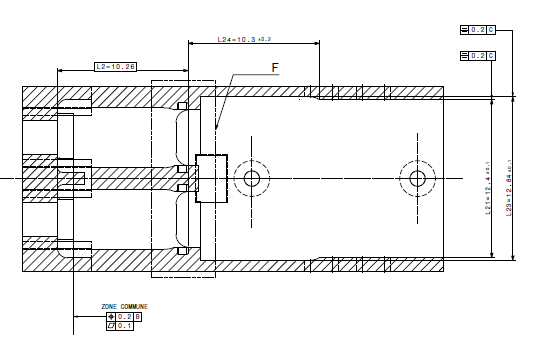 L24=10.3 ±0.2
⌯ 0.2 C
⌯ 0.2 C
L2=10.26
F
L21=12.4 ±0.1
L23=12.84 ±0.1
ZONE COMMUNE
⌖ 0.2 B
⏥ 0.1